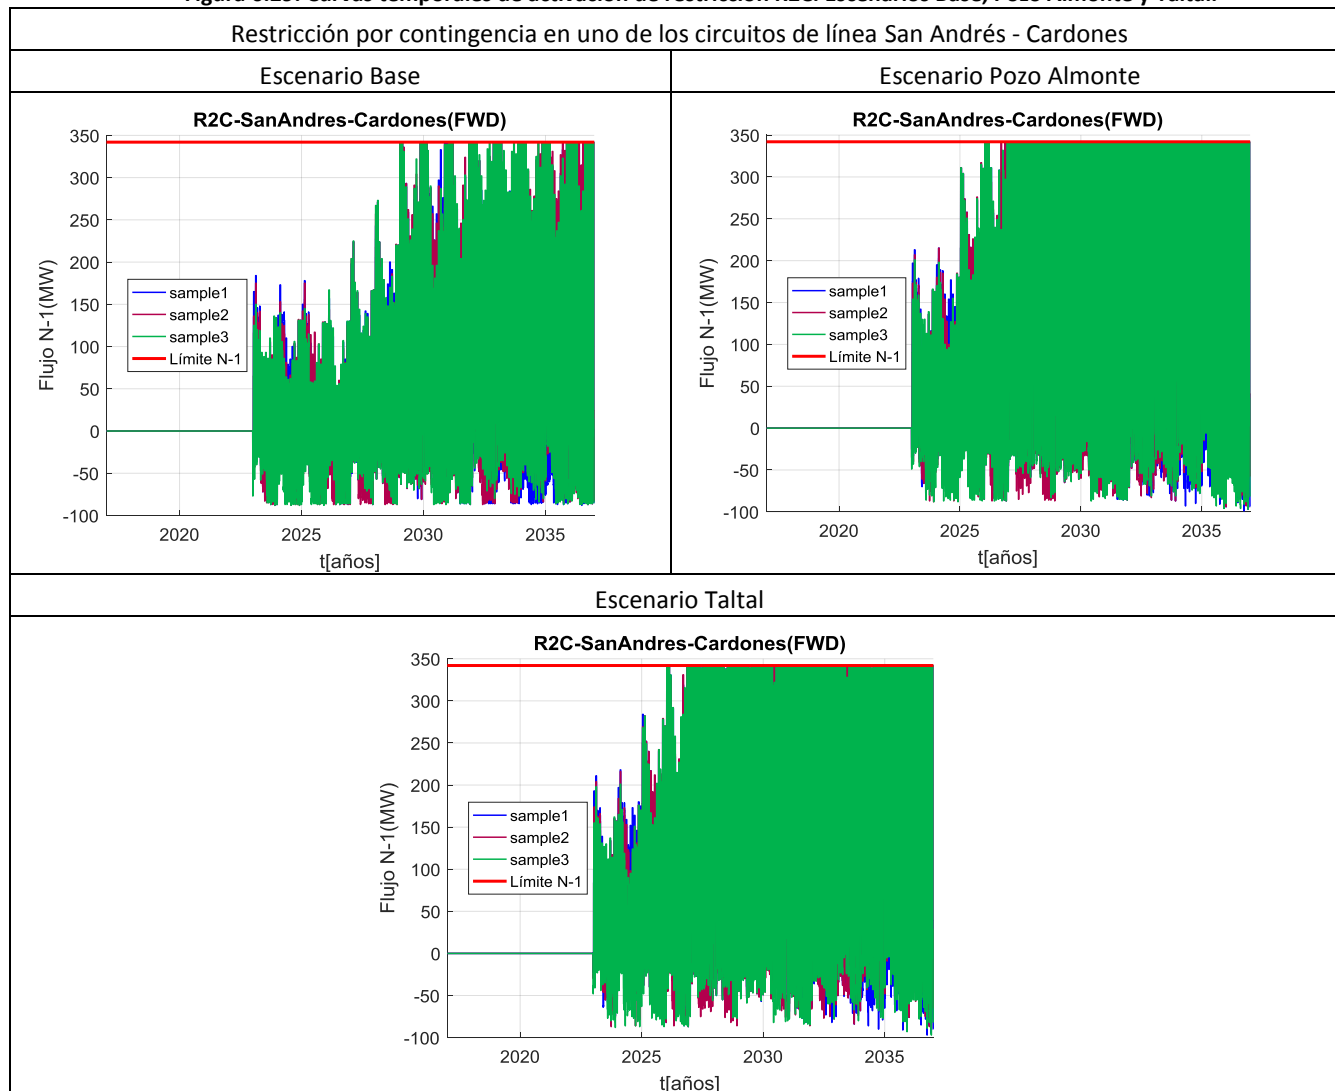 Restricción por contingencia en uno de los circuitos de línea San Andrés - Cardones
Escenario Base
Escenario Pozo Almonte
R2C-SanAndres-Cardones(FWD)
350
300
250
200
150
100
50
0
-50
-100
Flujo N-1(MW)
sample1
sample2
sample3
Límite N-1
2020
2025
2030
2035
t[años]
R2C-SanAndres-Cardones(FWD)
350
300
250
200
150
100
50
0
-50
-100
Flujo N-1(MW)
sample1
sample2
sample3
Límite N-1
2020
2025
2030
2035
t[años]
Escenario Taltal
R2C-SanAndres-Cardones(FWD)
350
300
250
200
150
100
50
0
-50
-100
Flujo N-1(MW)
sample1
sample2
sample3
Límite N-1
2020
2025
2030
2035
t[años]